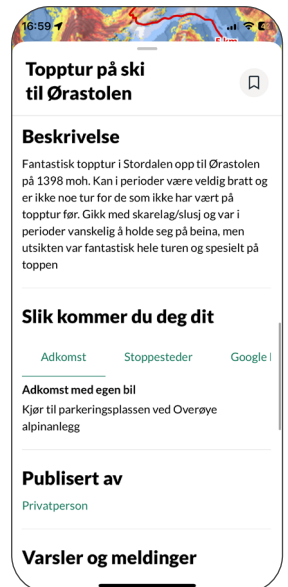 16:59
5 km
Topptur på ski
til Ørastolen
Beskrivelse
Fantastisk topptur i Stordalen opp til Ørastolen
på 1398 moh. Kan i perioder være veldig bratt og
er ikke noe tur for de som ikke har vært på
topptur før. Gikk med skarelag/slusj og var i
perioder vanskelig å holde seg på beina, men
utsikten var fantastisk hele turen og spesielt på
toppen
Slik kommer du deg dit
Adkomst Stoppesteder Google
Adkomst med egen bil
Kjør til parkeringsplassen ved Overøye
alpinanlegg
Publisert av
Privatperson
Varsler og meldinger